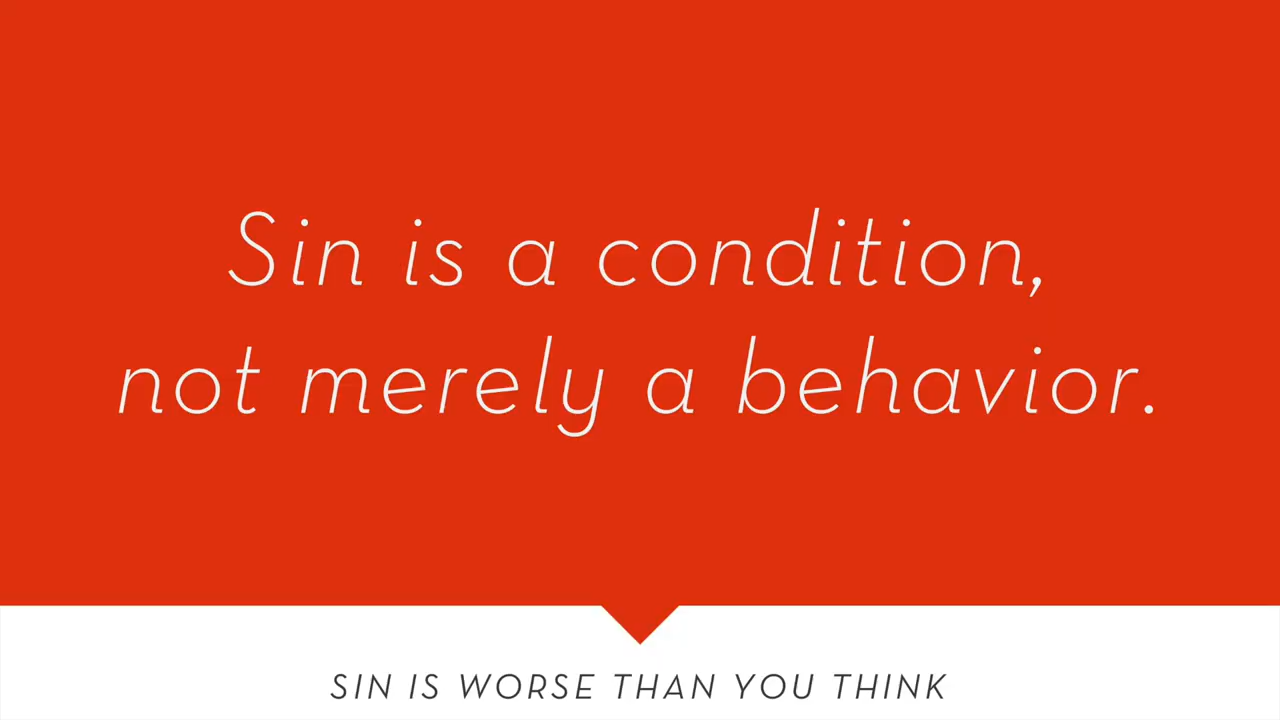 Sin is a condition,
not merely a behavior.
SIN IS WORSE THAN YOU THINK